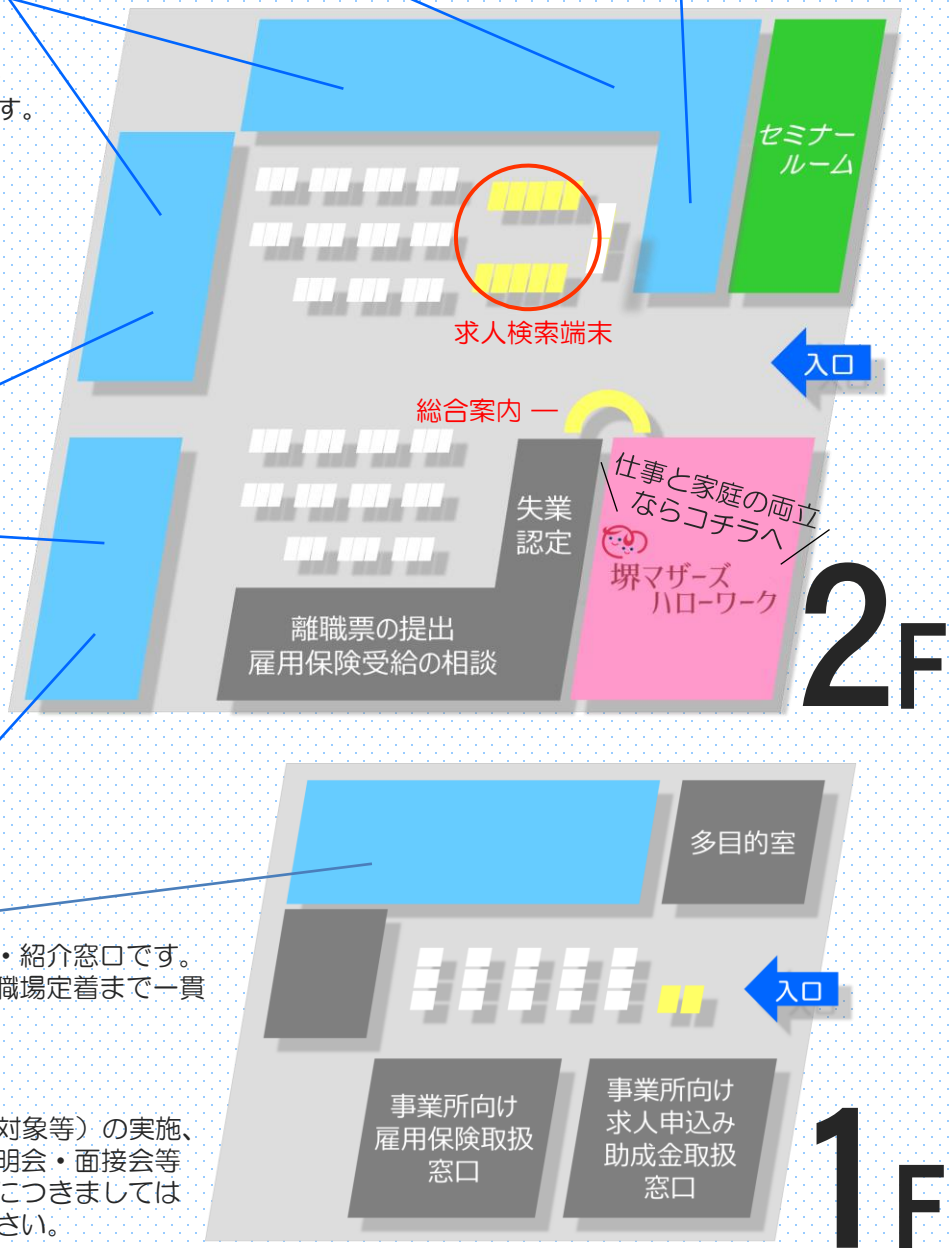 す。
セミナー
ルーム
求人検索端末
入口
総合案内
仕事と家庭の両立
ならコチラへ
失業
認定
堺マザーズ
ハローワーク
離職票の提出
雇用保険受給の相談
2F
多目的室
・紹介窓口です。
職場定着まで一貫
入口
事業所向け
雇用保険取扱
窓口
事業所向け
求人申込み
助成金取扱
窓口
対象等）の実施、
明会・面接会等
につきましては
さい。
1F